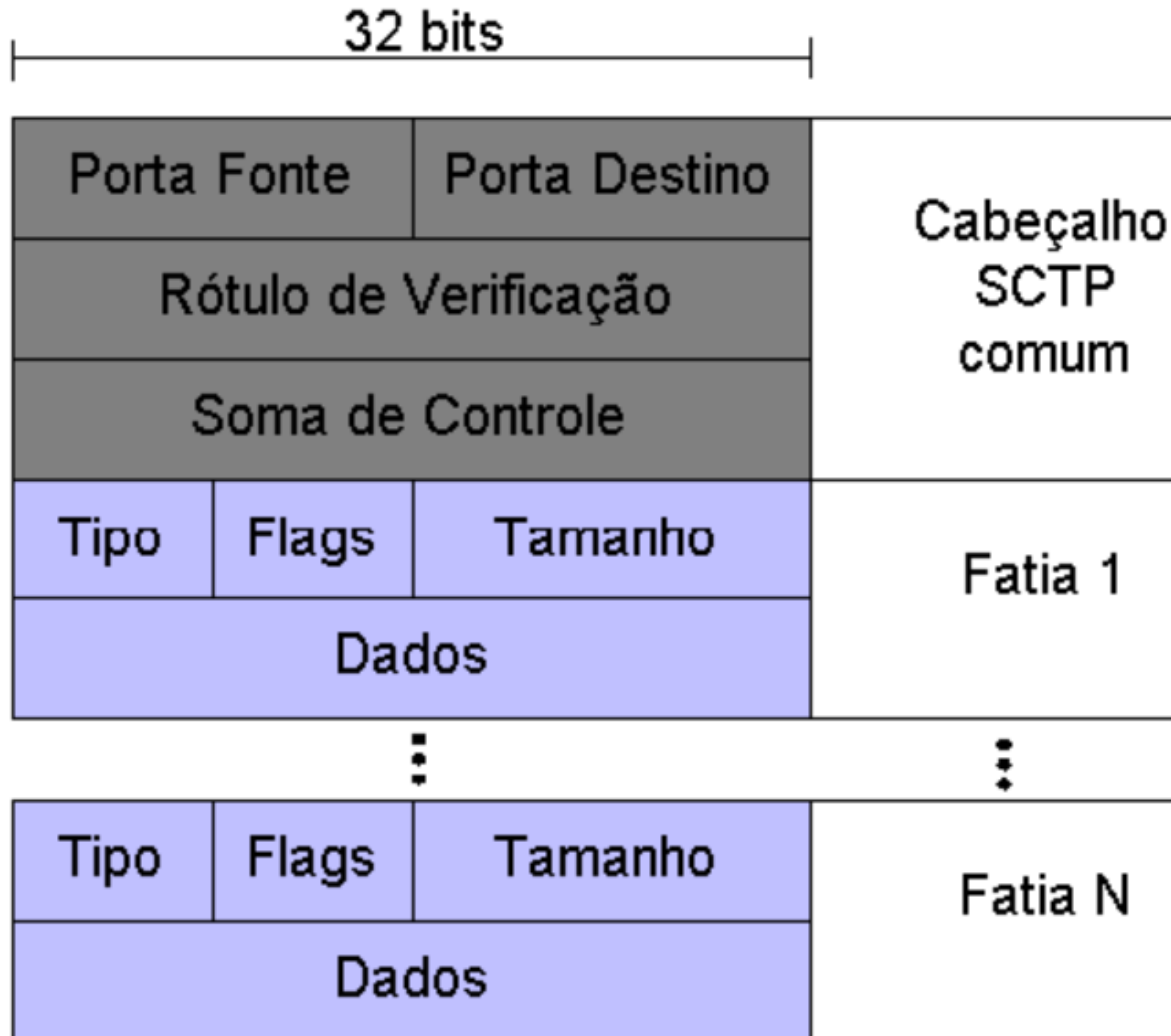 32 bits
Porta Fonte
Porta Destino
Cabeçalho
SCTP
comum
Rótulo de Verificação
Soma de Controle
Tipo
Flags
Tamanho
Fatia 1
Dados
Tipo
Flags
Tamanho
Fatia N
Dados